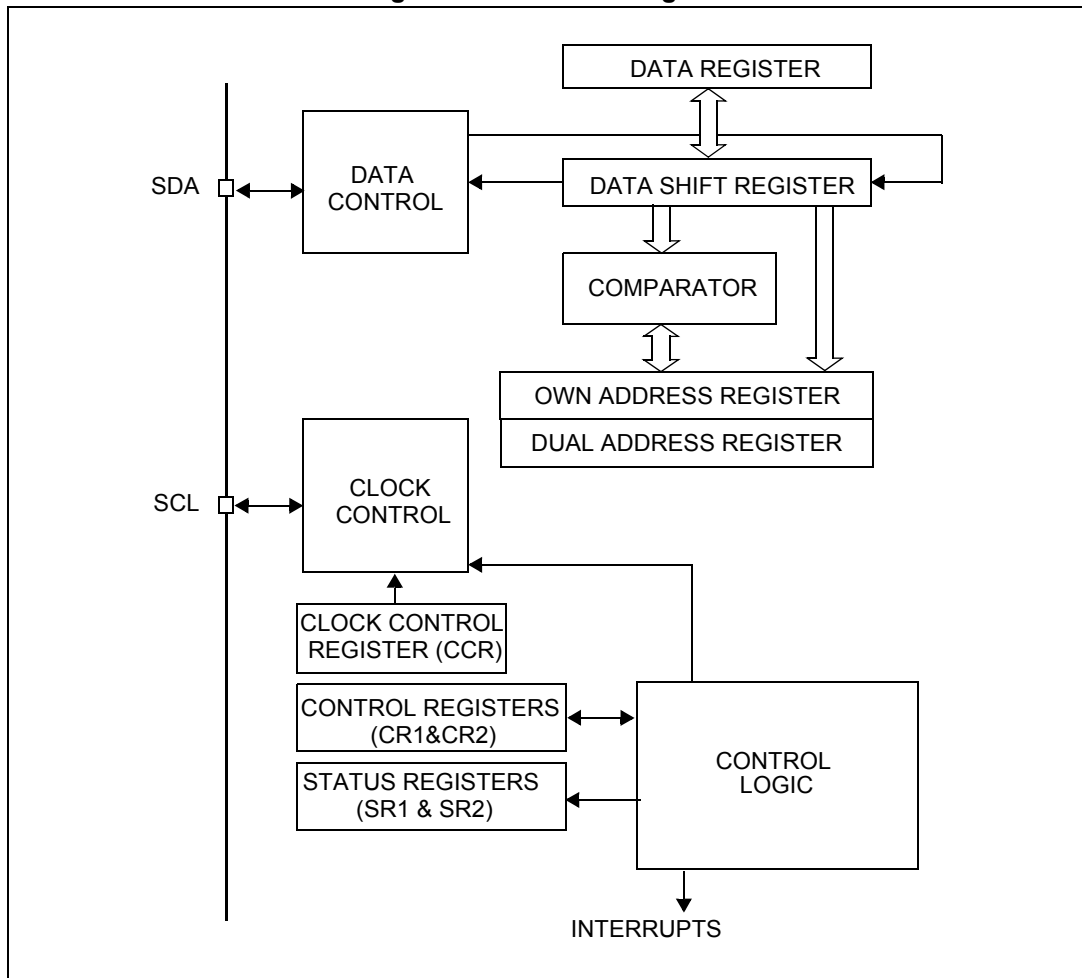 DATA REGISTER
SDA
DATA
CONTROL
DATA SHIFT REGISTER
COMPARATOR
OWN ADDRESS REGISTER
DUAL ADDRESS REGISTER
SCL
CLOCK
CONTROL
CLOCK CONTROL
REGISTER (CCR)
CONTROL REGISTERS
(CR1&CR2)
STATUS REGISTERS
(SR1 & SR2)
CONTROL
LOGIC
INTERRUPTS